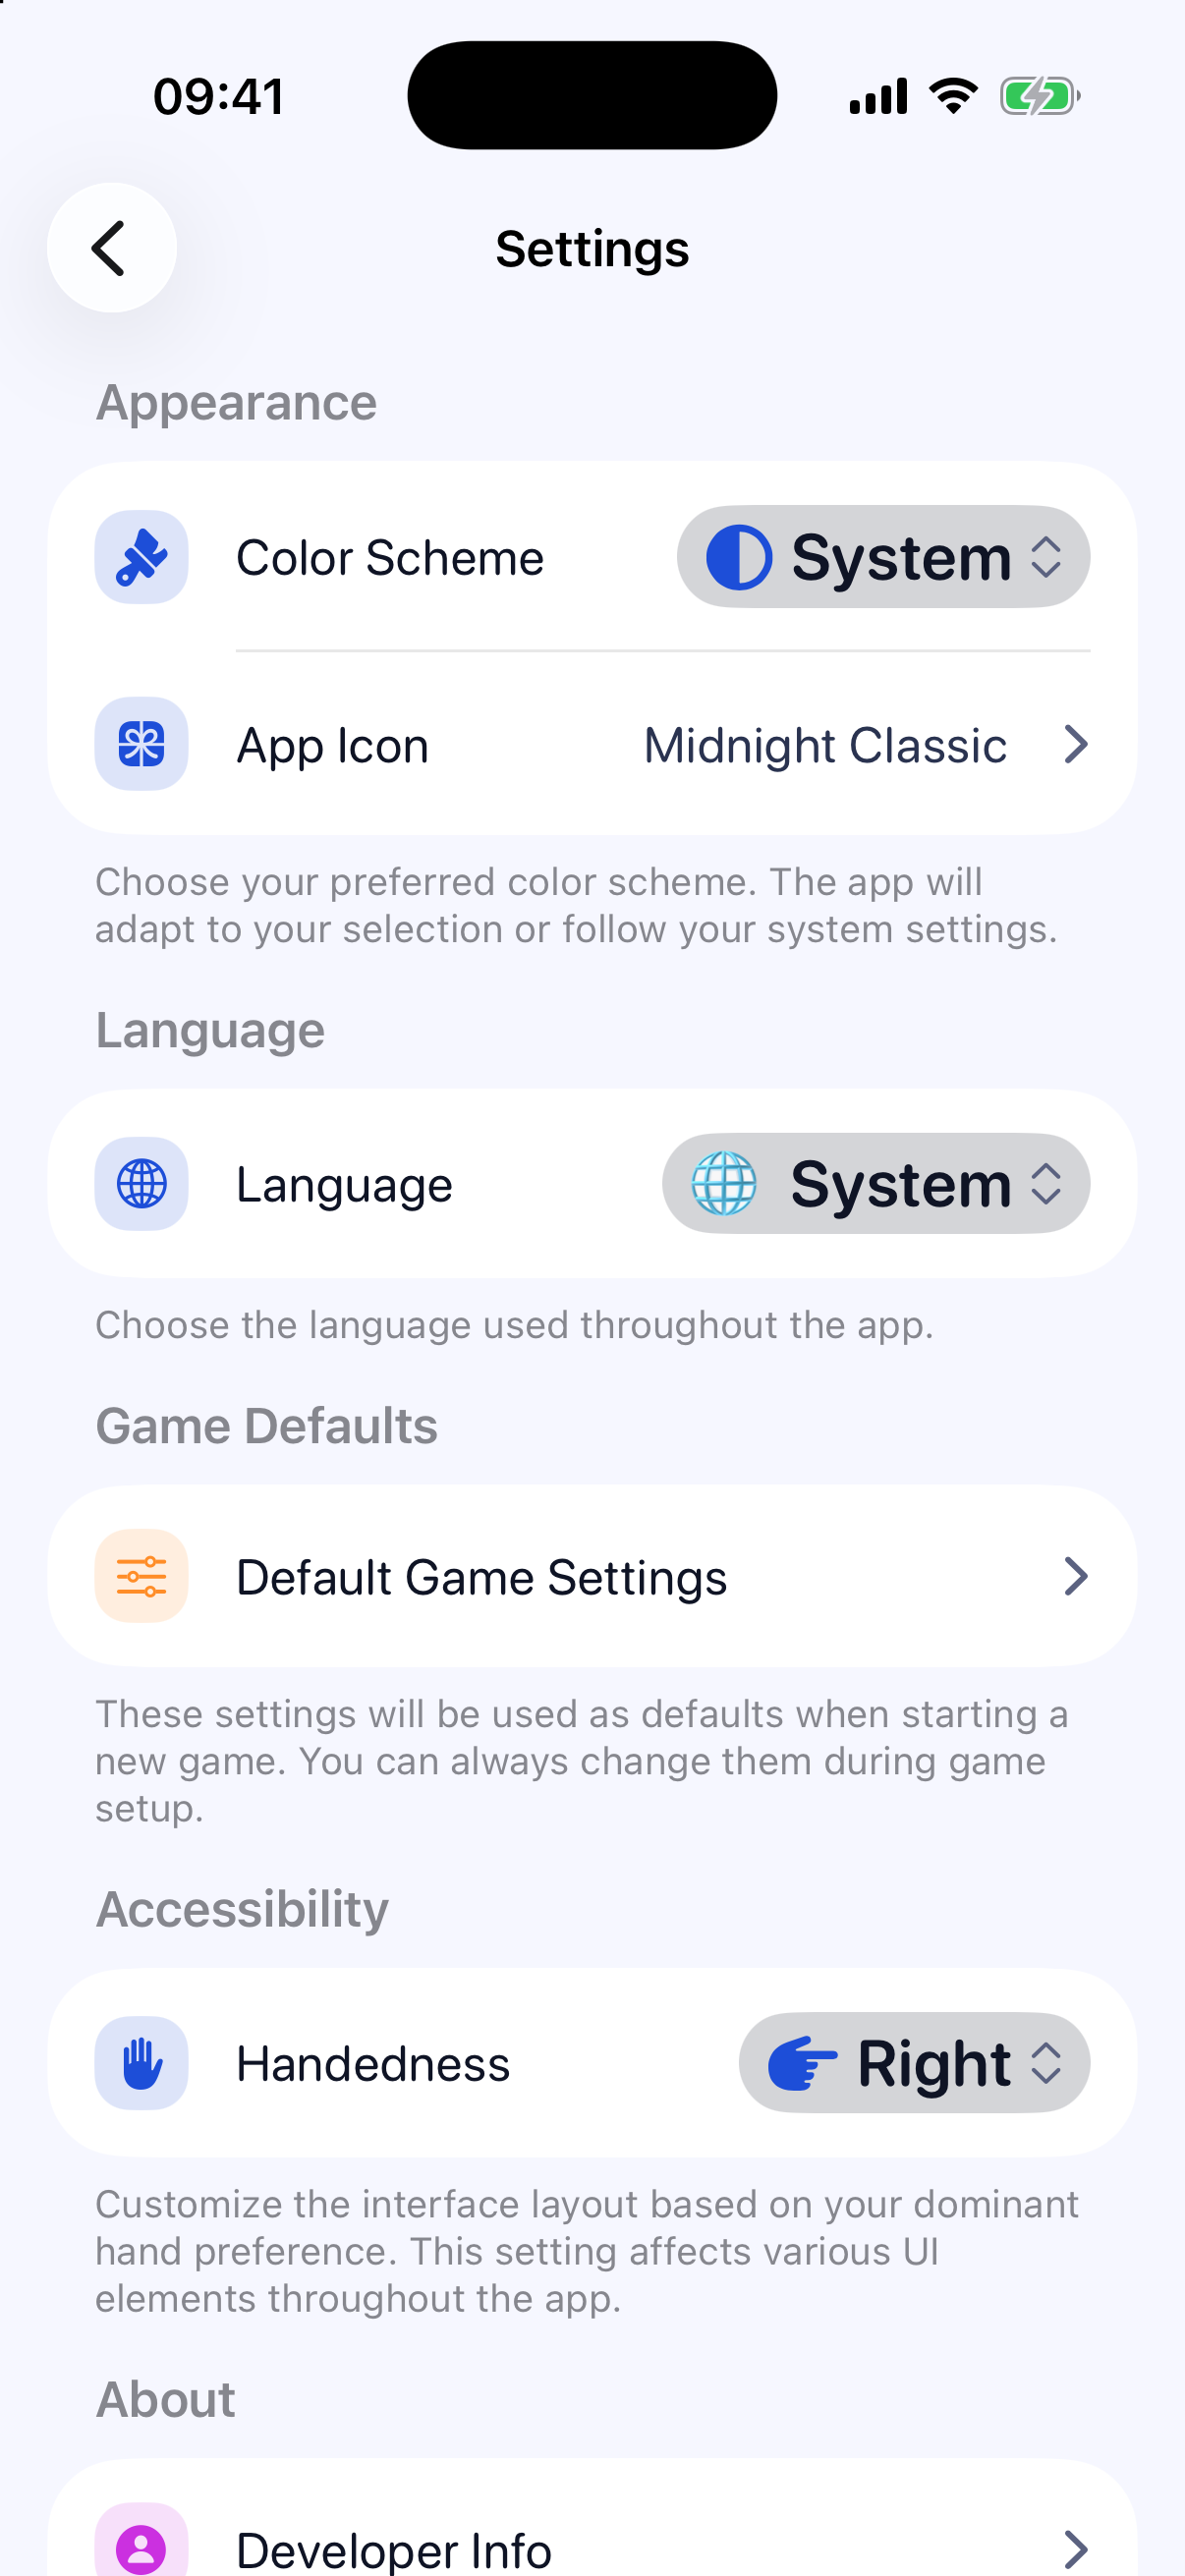 09:41
Settings
Appearance
Color Scheme
System
App Icon
Midnight Classic
Choose your preferred color scheme. The app will
adapt to your selection or follow your system settings.
Language
Language
System
Choose the language used throughout the app.
Game Defaults
Default Game Settings
These settings will be used as defaults when starting a
new game. You can always change them during game
setup.
Accessibility
Handedness
Right
Customize the interface layout based on your dominant
hand preference. This setting affects various UI
elements throughout the app.
About
Developer Info